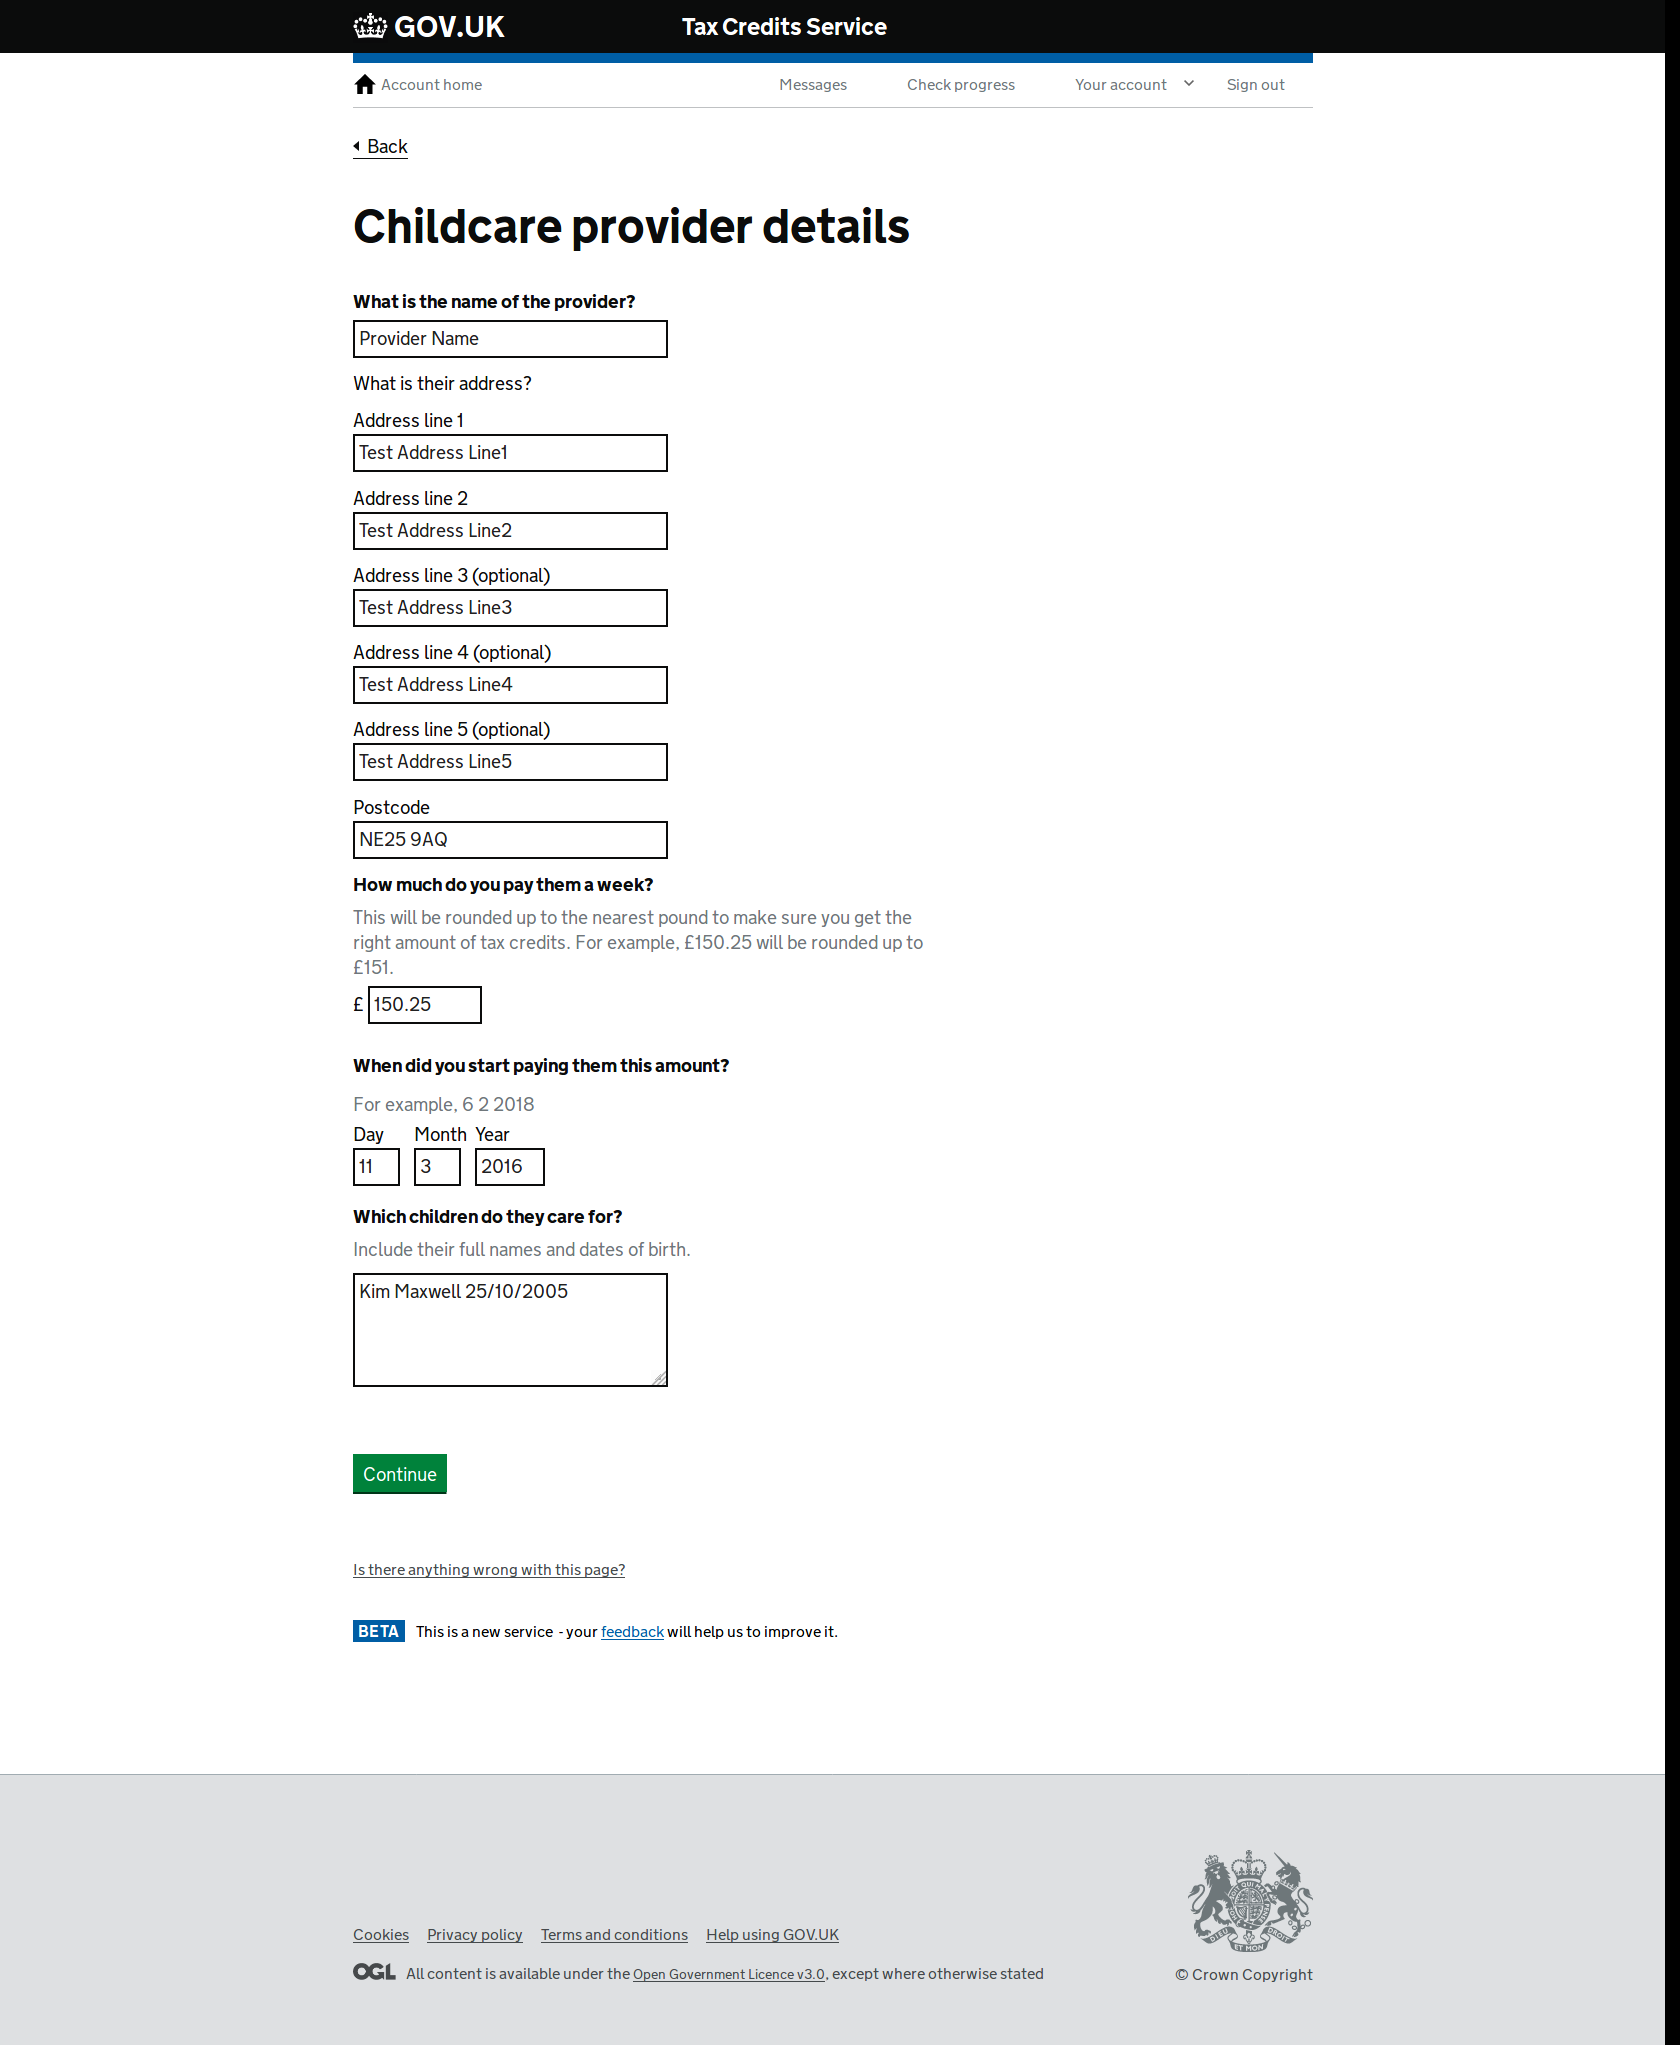 GOV.UK
Tax Credits Service
Account home
Messages
Check progress
Your account
Sign out
Back
Childcare provider details
What is the name of the provider?
Provider Name
What is their address?
Address line 1
Test Address Line1
Address line 2
Test Address Line2
Address line 3 (optional)
Test Address Line3
Address line 4 (optional)
Test Address Line4
Address line 5 (optional)
Test Address Line5
Postcode
NE25 9AQ
How much do you pay them a week?
This will be rounded up to the nearest pound to make sure you get the
right amount of tax credits. For example, £150.25 will be rounded up to
£151.
£ 150.25
When did you start paying them this amount?
For example, 6 2 2018
Day Month Year
11 3 2016
Which children do they care for?
Include their full names and dates of birth.
Kim Maxwell 25/10/2005
Continue
Is there anything wrong with this page?
BETA This is a new service - your feedback will help us to improve it.
Cookies Privacy policy Terms and conditions Help using GOV.UK
OGL All content is available under the Open Government Licence v3.0, except where otherwise stated
DIEU ET MON DROIT
© Crown Copyright